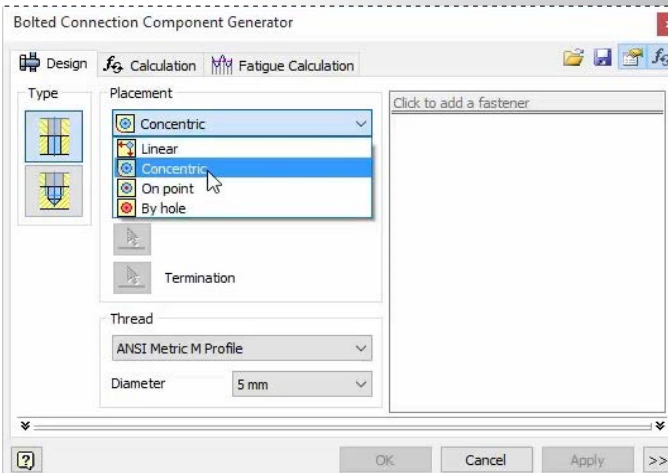 Bolted Connection Component Generator
Design
Calculation
Fatigue Calculation
Type
Placement
Concentric
Linear
Concentric
On point
By hole
Termination
Thread
ANSI Metric M Profile
Diameter
5 mm
Click to add a fastener
OK
Cancel
Apply
>>